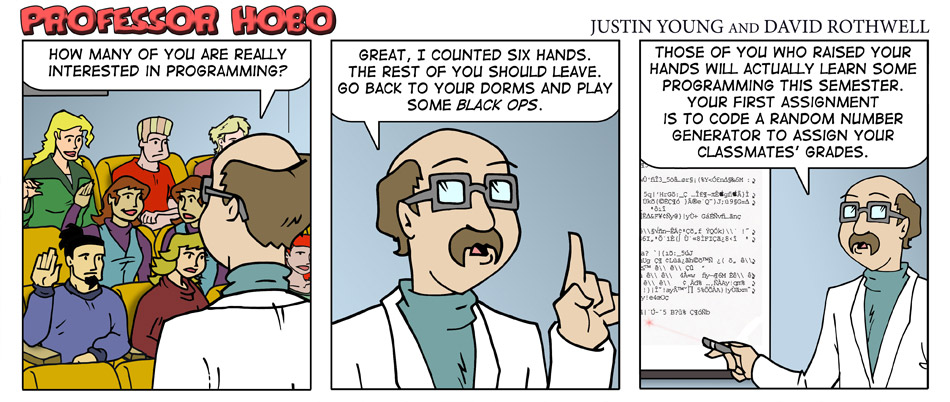 PROFESSOR HOBO
JUSTIN YOUNG AND DAVID ROTHWELL
HOW MANY OF YOU ARE REALLY
INTERESTED IN PROGRAMMING?
GREAT, I COUNTED SIX HANDS.
THE REST OF YOU SHOULD LEAVE.
GO BACK TO YOUR DORMS AND PLAY
SOME BLACK OPS.
THOSE OF YOU WHO RAISED YOUR
HANDS WILL ACTUALLY LEARN SOME
PROGRAMMING THIS SEMESTER.
YOUR FIRST ASSIGNMENT
IS TO CODE A RANDOM NUMBER
GENERATOR TO ASSIGN YOUR
CLASSMATES' GRADES.